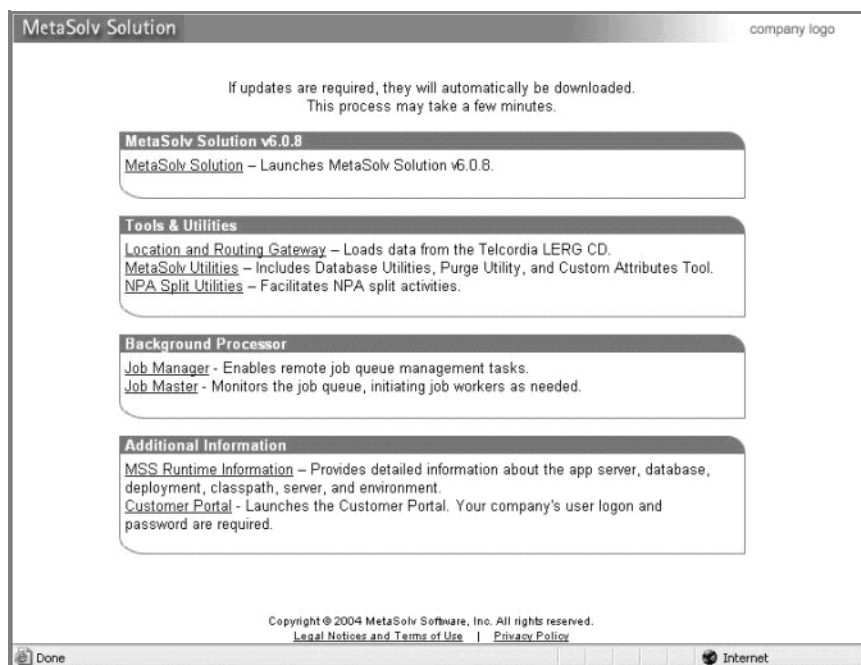 MetaSolv Solution
company logo
If updates are required, they will automatically be downloaded.
This process may take a few minutes.
MetaSolv Solution v6.0.8
MetaSolv Solution – Launches MetaSolv Solution v6.0.8.
Tools & Utilities
Location and Routing Gateway – Loads data from the Telcordia LERG CD.
MetaSolv Utilities – Includes Database Utilities, Purge Utility, and Custom Attributes Tool.
NPA Split Utilities – Facilitates NPA split activities.
Background Processor
Job Manager - Enables remote job queue management tasks.
Job Master - Monitors the job queue, initiating job workers as needed.
Additional Information
MSS Runtime Information – Provides detailed information about the app server, database,
deployment, classpath, server, and environment.
Customer Portal - Launches the Customer Portal. Your company's user logon and
password are required.
Copyright © 2004 MetaSolv Software, Inc. All rights reserved.
Legal Notices and Terms of Use | Privacy Policy
Done
Internet